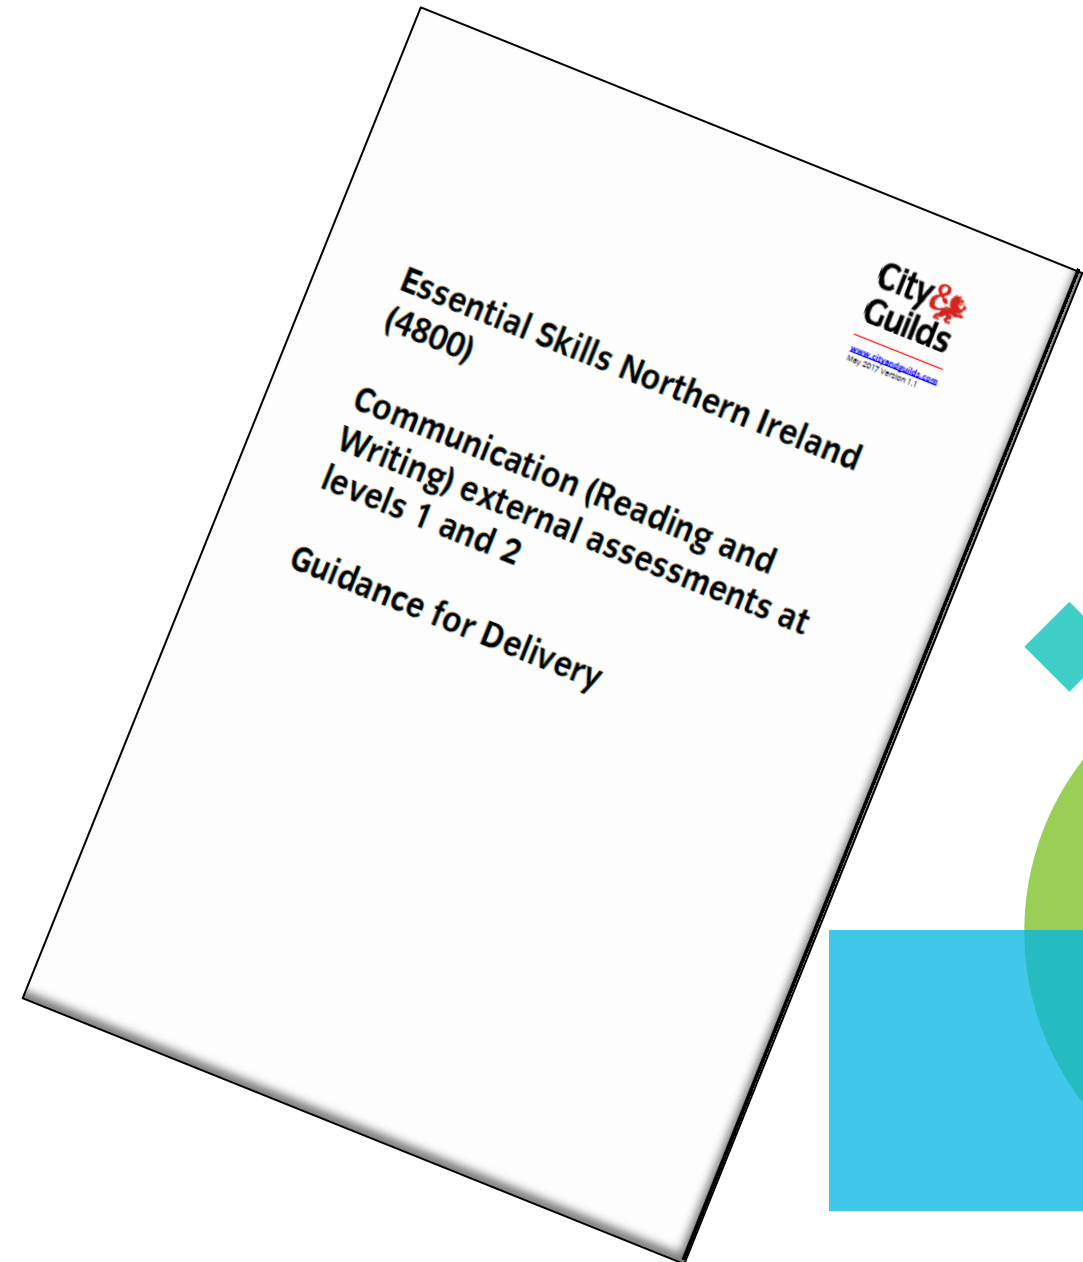 City&
Guilds
www.cityandguilds.com
May 2017 Version 1.1
Essential Skills Northern Ireland
(4800)
Communication (Reading and
Writing) external assessments at
levels 1 and 2
Guidance for Delivery